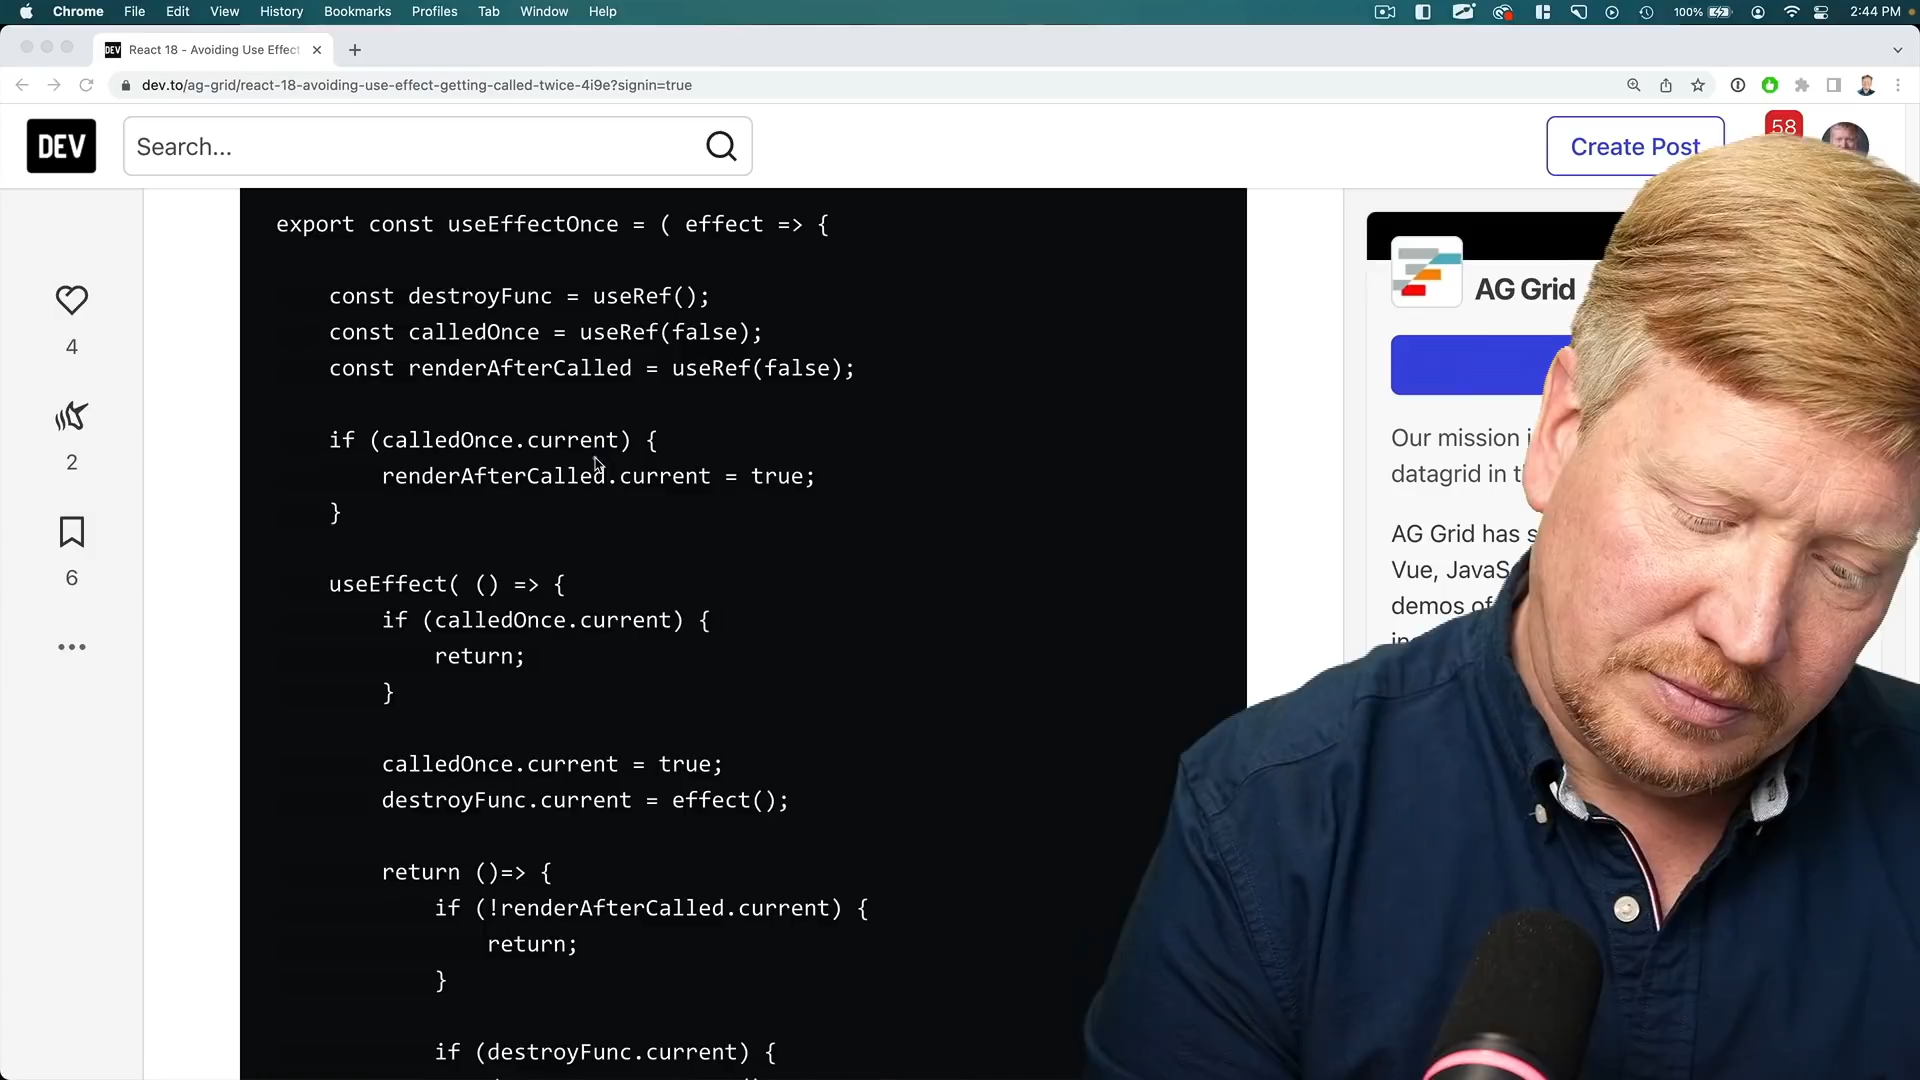 Chrome File Edit View History Bookmarks Profiles Tab Window Help 100% 2:44 PM
DEV React 18 - Avoiding Use Effect
dev.to/ag-grid/react-18-avoiding-use-effect-getting-called-twice-4i9e?signin=true
DEV Search... Create Post 58
export const useEffectOnce = ( effect => {
const destroyFunc = useRef();
const calledOnce = useRef(false);
const renderAfterCalled = useRef(false);
if (calledOnce.current) {
renderAfterCalled.current = true;
}
useEffect( () => {
if (calledOnce.current) {
return;
}
calledOnce.current = true;
destroyFunc.current = effect();
return ()=> {
if (!renderAfterCalled.current) {
return;
}
if (destroyFunc.current) {
4
2
6
AG Grid
Our mission
datagrid in
AG Grid has
Vue,
demos of